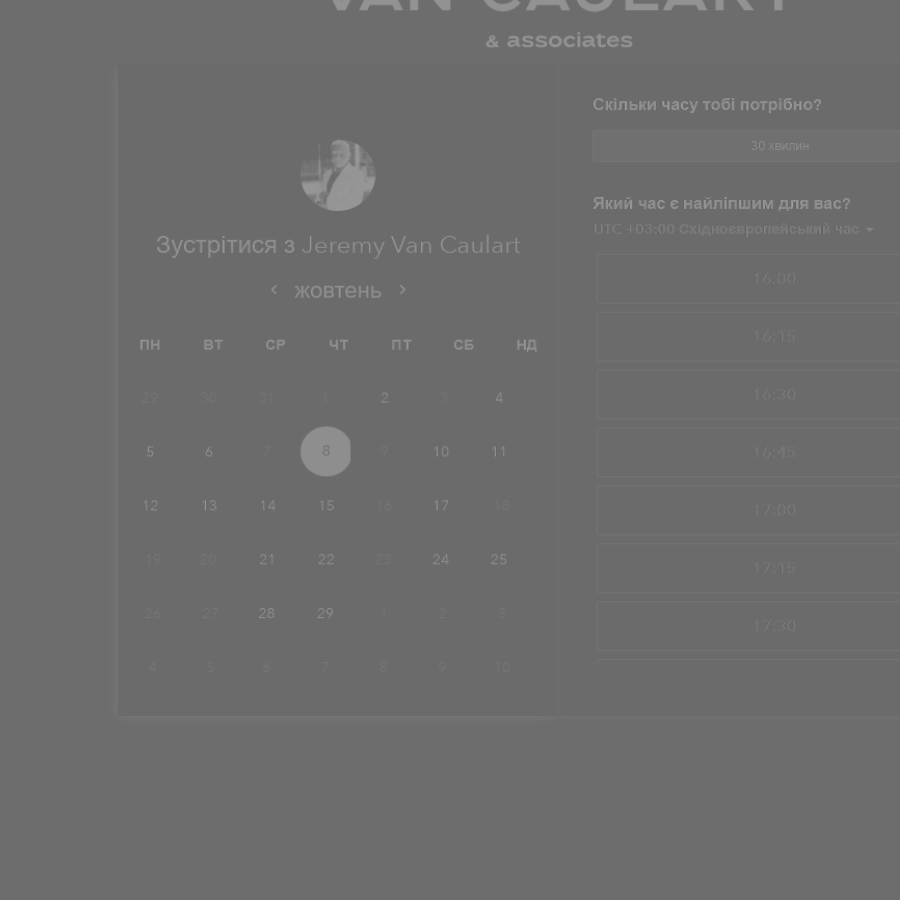 VAN CAULART
& associates
Зустрітися з Jeremy Van Caulart
жовтень
ПН ВТ СР ЧТ ПТ СБ НД
29 30 31 1 2 3 4
5 6 7 8 9 10 11
12 13 14 15 16 17 18
19 20 21 22 23 24 25
26 27 28 29 1 2 3
4 5 6 7 8 9 10
Скільки часу тобі потрібно?
30 хвилин
Який час є найліпшим для вас?
UTC +03:00 Східноєвропейський час
16:00
16:15
16:30
16:45
17:00
17:15
17:30